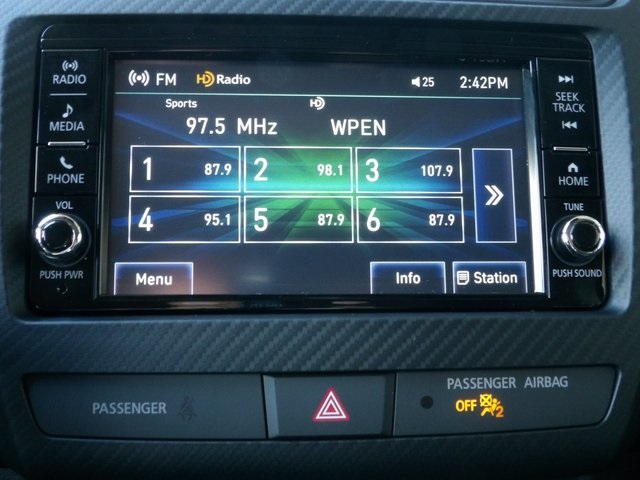 RADIO
MEDIA
PHONE
VOL
PUSH PWR
FM HD Radio 25 2:42PM
Sports HD
97.5 MHz WPEN
1 87.9 2 98.1 3 107.9
4 95.1 5 87.9 6 87.9
Menu Info Station
SEEK
TRACK
HOME
TUNE
PUSH SOUND
PASSENGER
PASSENGER AIRBAG
OFF 2